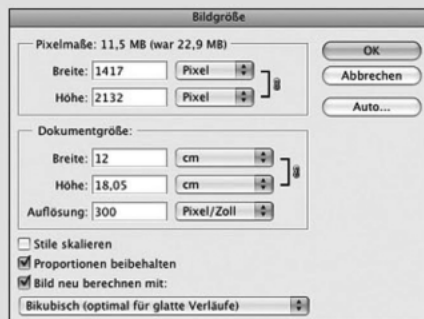 Bildgröße
Pixelmaße: 11,5 MB (war 22,9 MB)
Breite: 1417 Pixel
Höhe: 2132 Pixel
OK
Abbrechen
Auto...
Dokumentgröße:
Breite: 12 cm
Höhe: 18,05 cm
Auflösung: 300 Pixel/Zoll
Stile skalieren
Proportionen beibehalten
Bild neu berechnen mit:
Bikubisch (optimal für glatte Verläufe)